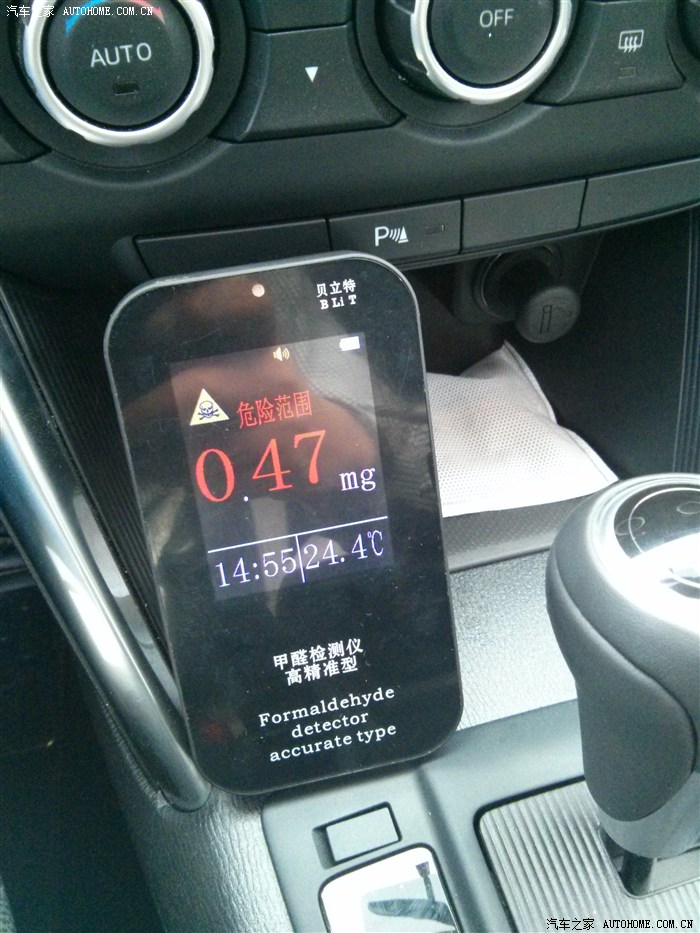 汽车之家 AUTOHOME.COM.CN
AUTO
OFF
P
贝立特
BLiT
危险范围
0.47 mg
14:55 24.4℃
甲醛检测仪
高精准型
Formaldehyde
detector
accurate type
汽车之家 AUTOHOME.COM.CN